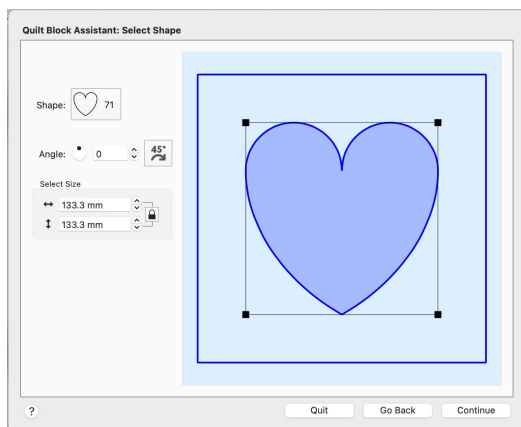 Quilt Block Assistant: Select Shape
Shape: 71
Angle: 0 45°
Select Size
133.3 mm
133.3 mm
? Quit Go Back Continue